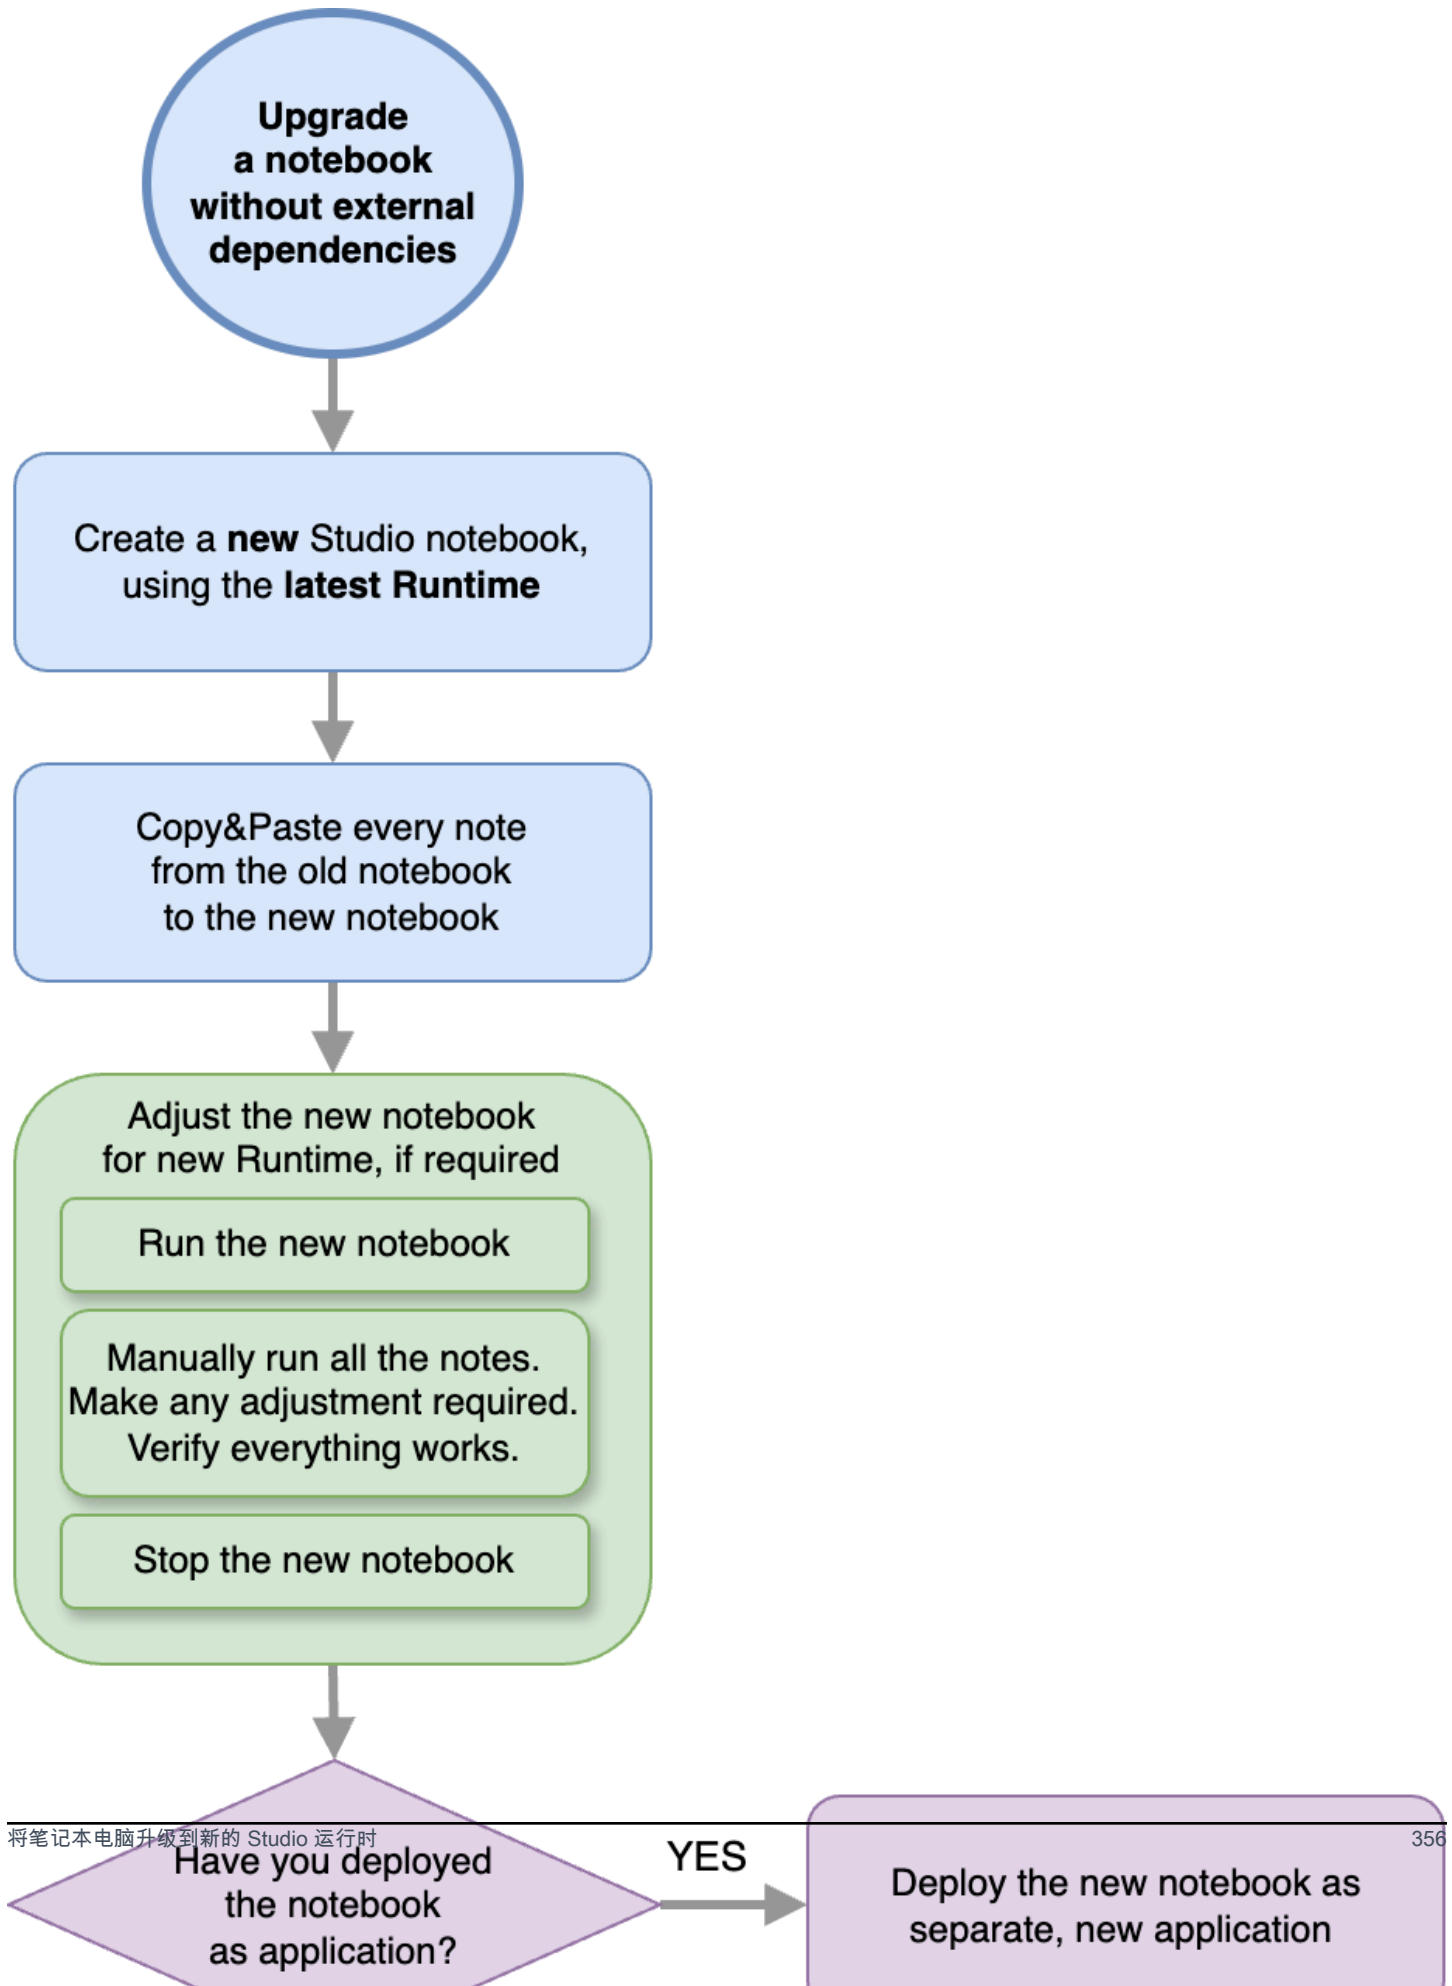 Upgrade
a notebook
without external
dependencies
Create a new Studio notebook,
using the latest Runtime
Copy&Paste every note
from the old notebook
to the new notebook
Adjust the new notebook
for new Runtime, if required
Run the new notebook
Manually run all the notes.
Make any adjustment required.
Verify everything works.
Stop the new notebook
将笔记本电脑升级到新的 Studio 运行时
356
Have you deployed
the notebook
as application?
YES
Deploy the new notebook as
separate, new application